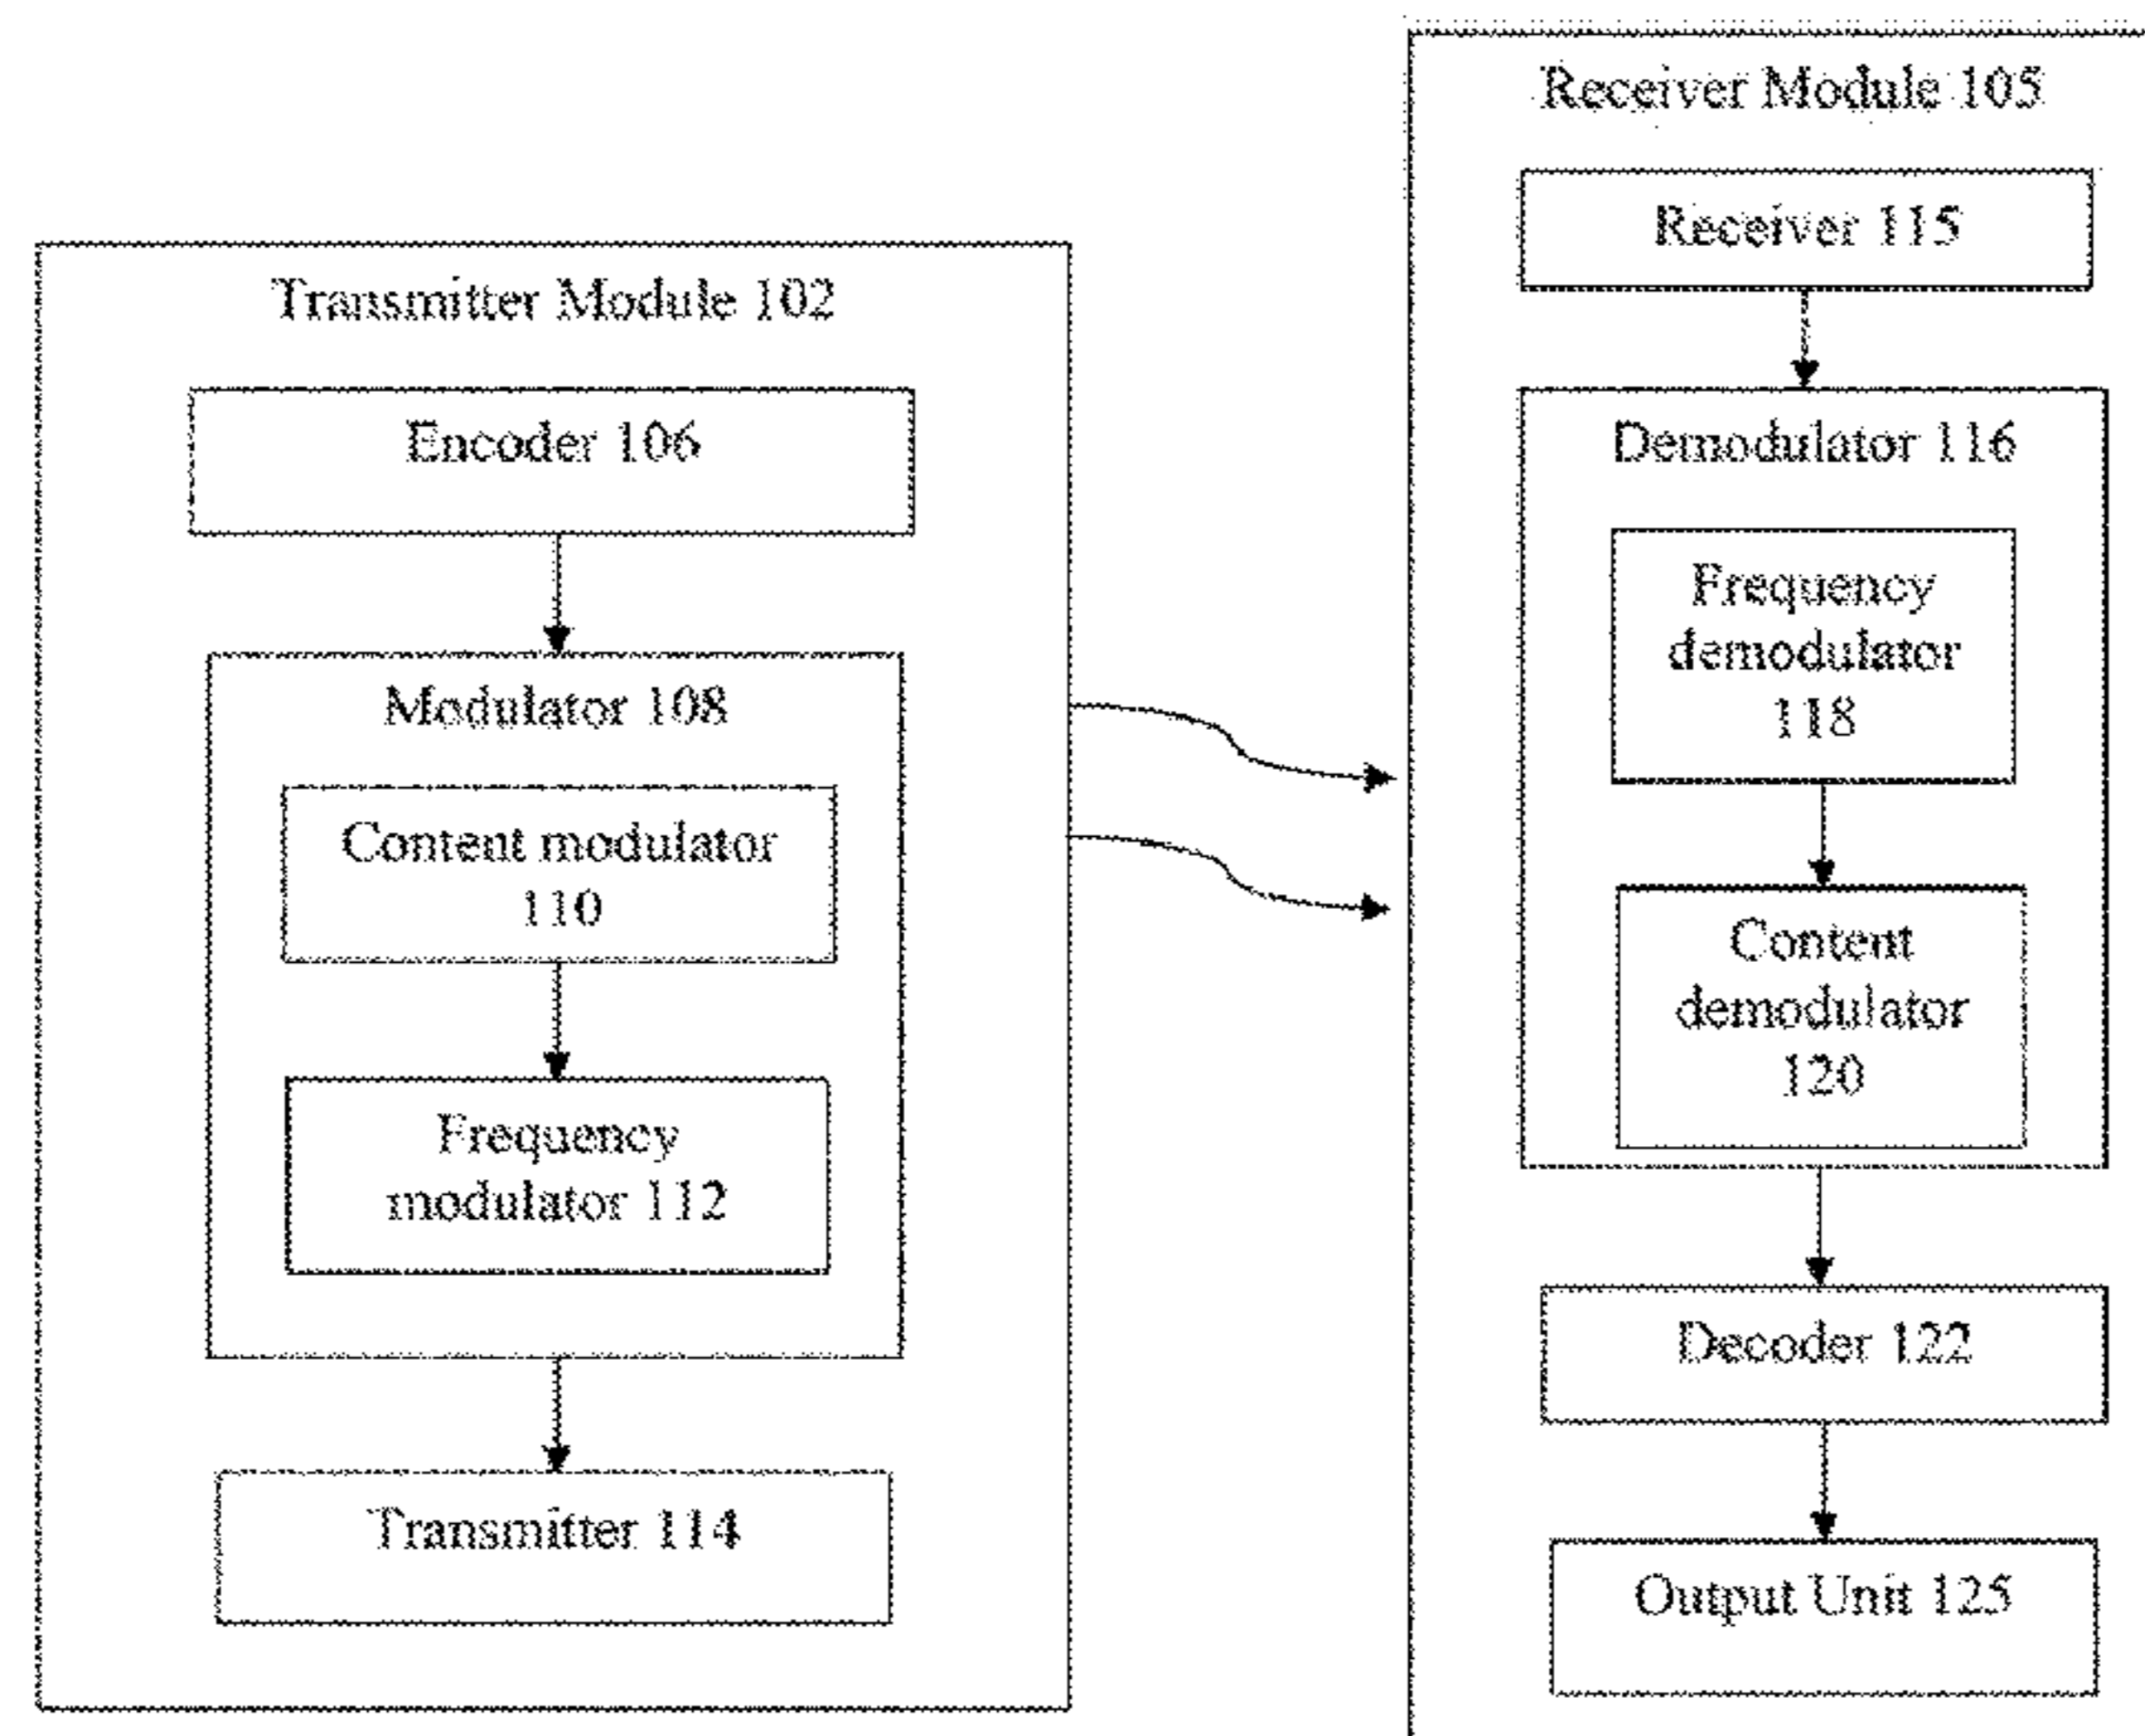 Transmitter Module 102
Encoder 106
Modulator 108
Content modulator
110
Frequency
modulator 112
Transmitter 114
Receiver Module 105
Receiver 115
Demodulator 116
Frequency
demodulator
118
Content
demodulator
120
Decoder 122
Output Unit 125